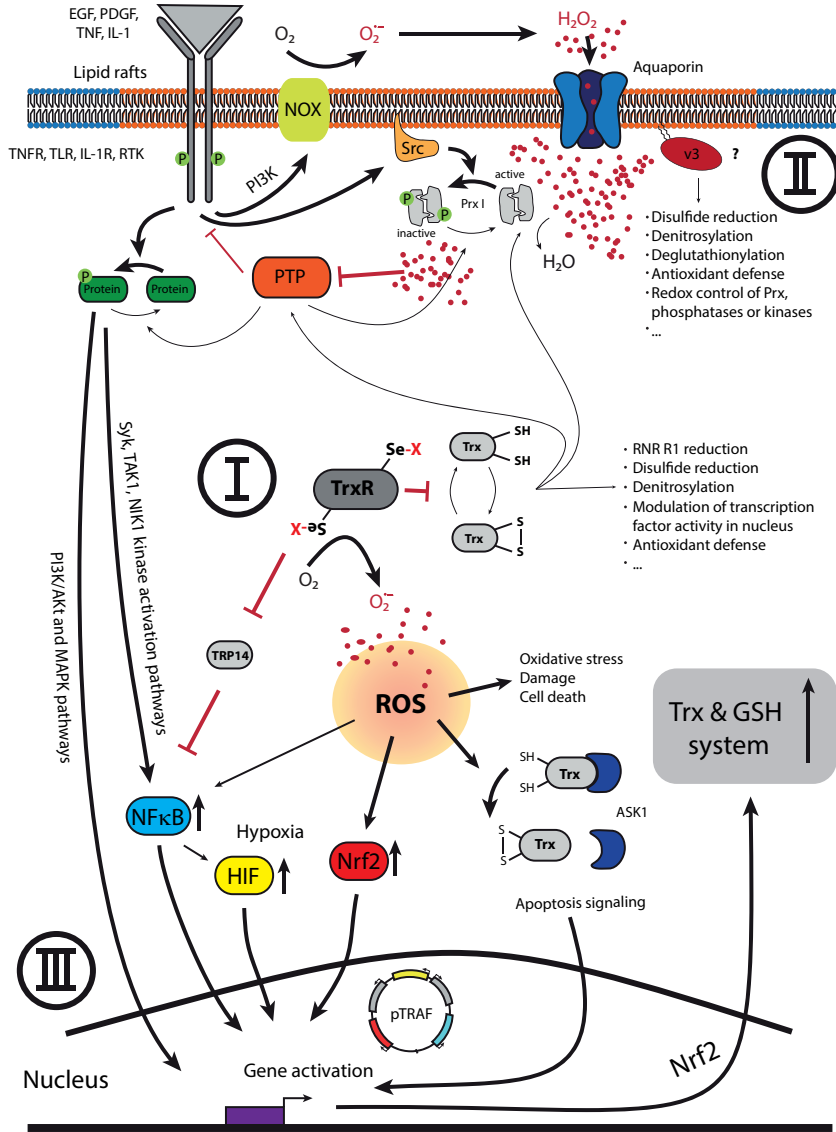 EGF, PDGF,
TNF, IL-1
O₂
O₂•−
H₂O₂
Lipid rafts
Aquaporin
NOX
TNFR, TLR, IL-1R, RTK
P
P
PI3K
Src
v3
?
II
active
P
P
Prx I
inactive
H₂O
Disulfide reduction
Denitrosylation
Deglutathionylation
Antioxidant defense
Redox control of Prx,
phosphatases or kinases
...
P
Protein
Protein
PTP
Syk, TAK1, NIK1 kinase activation pathways
PI3K/AKt and MAPK pathways
I
Se-X
TrxR
X-Se
Trx
SH
SH
Trx
S
S
RNR R1 reduction
Disulfide reduction
Denitrosylation
Modulation of transcription
factor activity in nucleus
Antioxidant defense
...
O₂
O₂•−
TRP14
ROS
Oxidative stress
Damage
Cell death
Trx & GSH
system
SH
SH
Trx
ASK1
S
S
Trx
Apoptosis signaling
NFκB
Hypoxia
HIF
Nrf2
III
pTRAF
Nucleus
Gene activation
Nrf2